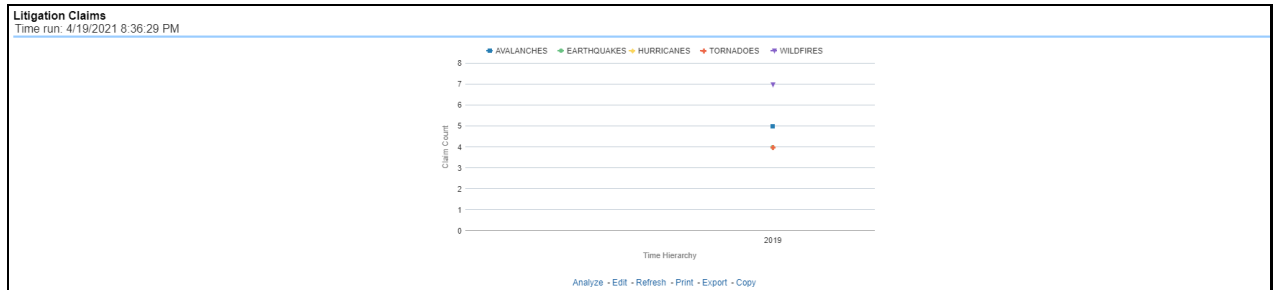 Litigation Claims
Time run: 4/19/2021 8:36:29 PM
AVALANCHES EARTHQUAKES HURRICANES TORNADOES WILDFIRES
8
7
6
5
4
3
2
1
0
Claim Count
2019
Time Hierarchy
Analyze - Edit - Refresh - Print - Export - Copy